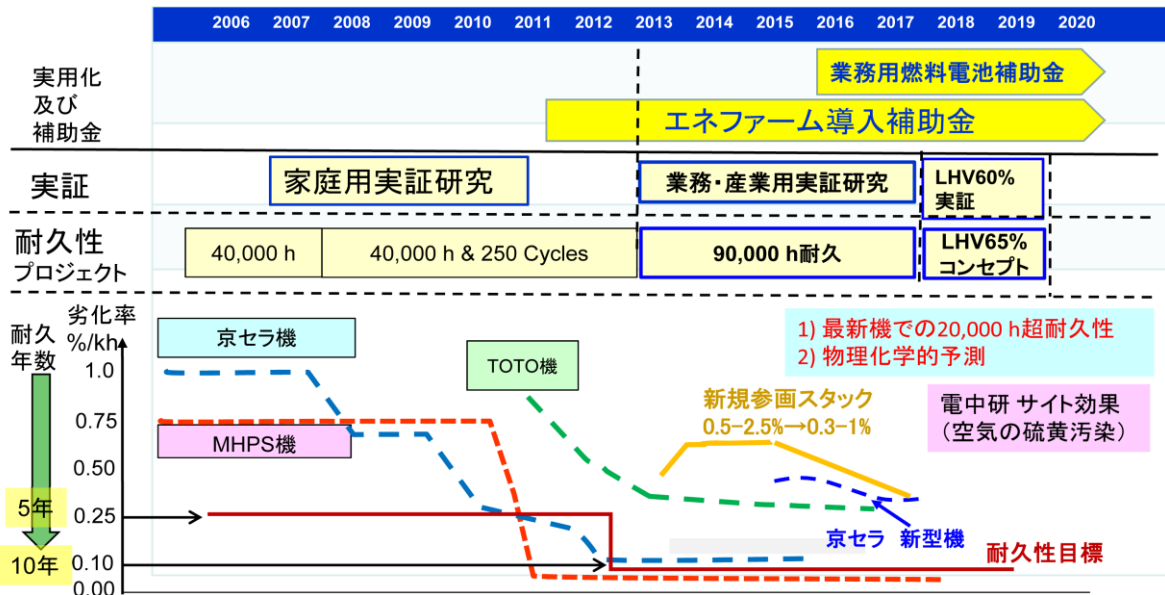 2006 2007 2008 2009 2010 2011 2012 2013 2014 2015 2016 2017 2018 2019 2020
実用化
及び
補助金
業務用燃料電池補助金
エネファーム導入補助金
実証
家庭用実証研究
業務・産業用実証研究
LHV60%
実証
耐久性
プロジェクト
40,000 h
40,000 h & 250 Cycles
90,000 h耐久
LHV65%
コンセプト
耐久
年数
劣化率
%/kh
京セラ機
TOTO機
1) 最新機での20,000 h超耐久性
2) 物理化学的予測
1.0
新規参画スタック
0.5−2.5%→0.3−1%
電中研 サイト効果
（空気の硫黄汚染）
0.75
MHPS機
0.50
5年
0.25
京セラ 新型機
耐久性目標
10年
0.10
0.00